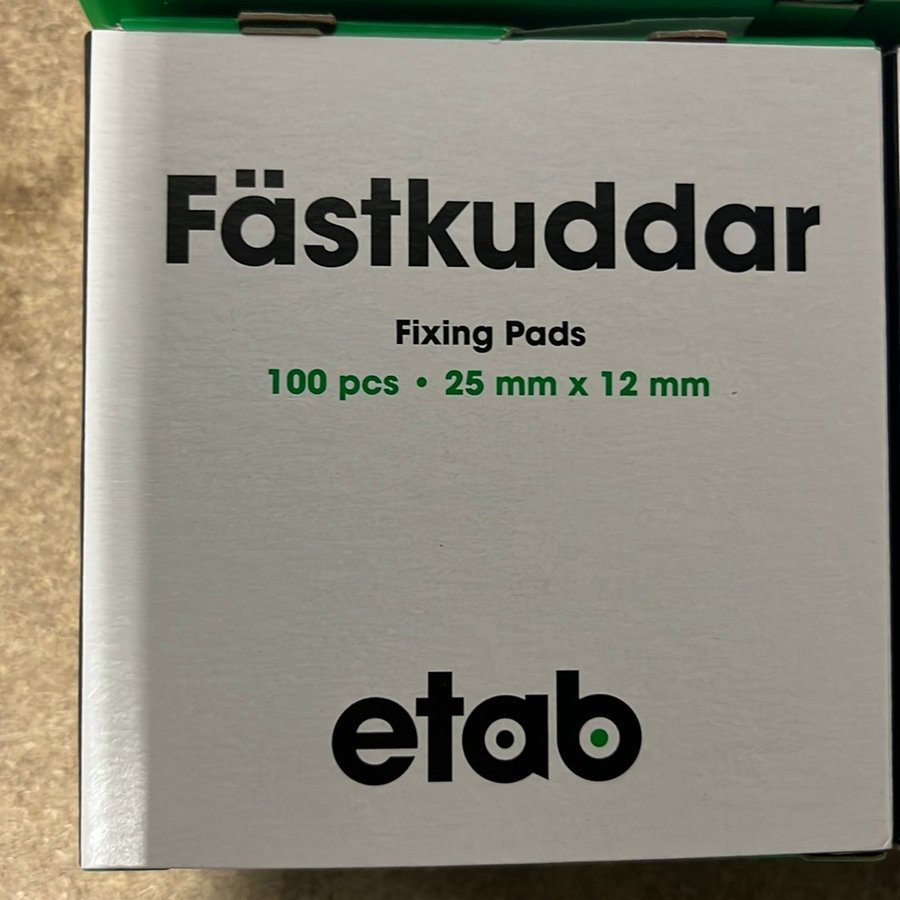 Fästkuddar
Fixing Pads
100 pcs • 25 mm x 12 mm
etab